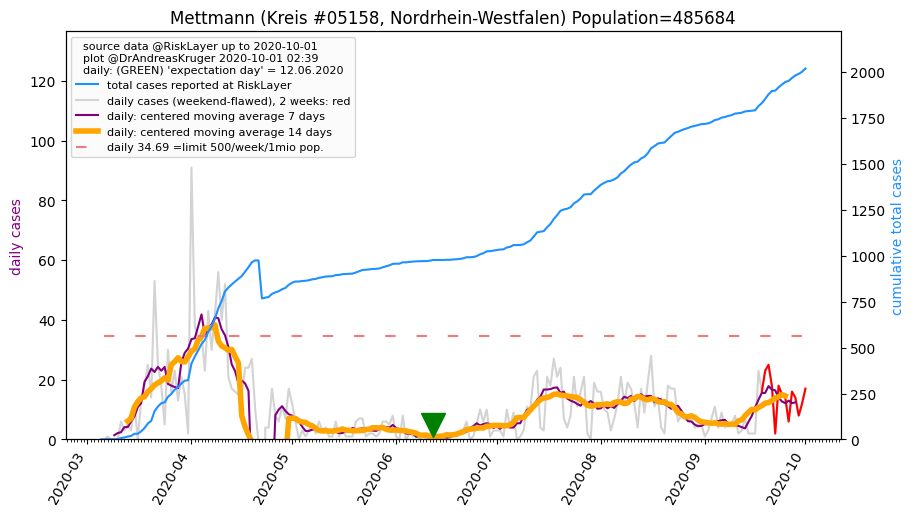 Mettmann (Kreis #05158, Nordrhein-Westfalen) Population=485684
source data @RiskLayer up to 2020-10-01
plot @DrAndreasKruger 2020-10-01 02:39
daily: (GREEN) 'expectation day' = 12.06.2020
total cases reported at RiskLayer
daily cases (weekend-flawed), 2 weeks: red
daily: centered moving average 7 days
daily: centered moving average 14 days
daily 34.69 =limit 500/week/1mio pop.
daily cases
120
100
80
60
40
20
0
cumulative total cases
2000
1750
1500
1250
1000
750
500
250
0
2020-03
2020-04
2020-05
2020-06
2020-07
2020-08
2020-09
2020-10